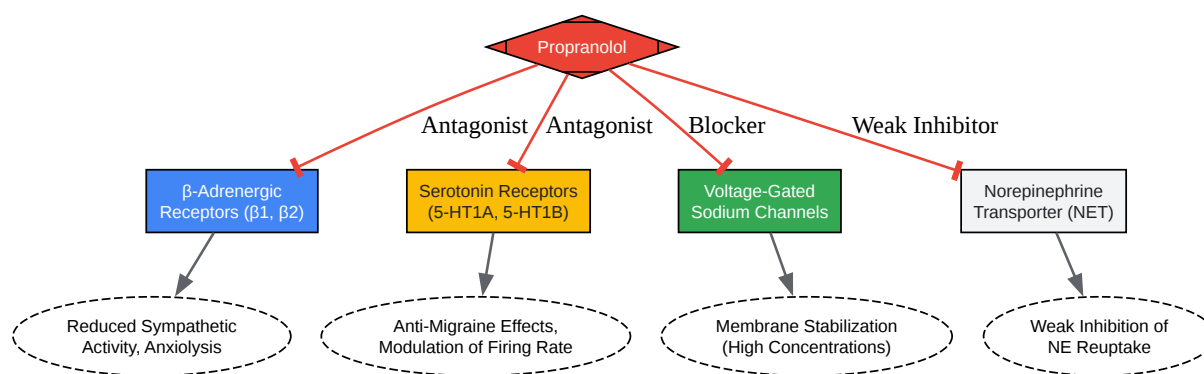 Propranolol
Antagonist
Antagonist
Blocker
Weak Inhibitor
β-Adrenergic
Receptors (β1, β2)
Serotonin Receptors
(5-HT1A, 5-HT1B)
Voltage-Gated
Sodium Channels
Norepinephrine
Transporter (NET)
Reduced Sympathetic
Activity, Anxiolysis
Anti-Migraine Effects,
Modulation of Firing Rate
Membrane Stabilization
(High Concentrations)
Weak Inhibition of
NE Reuptake